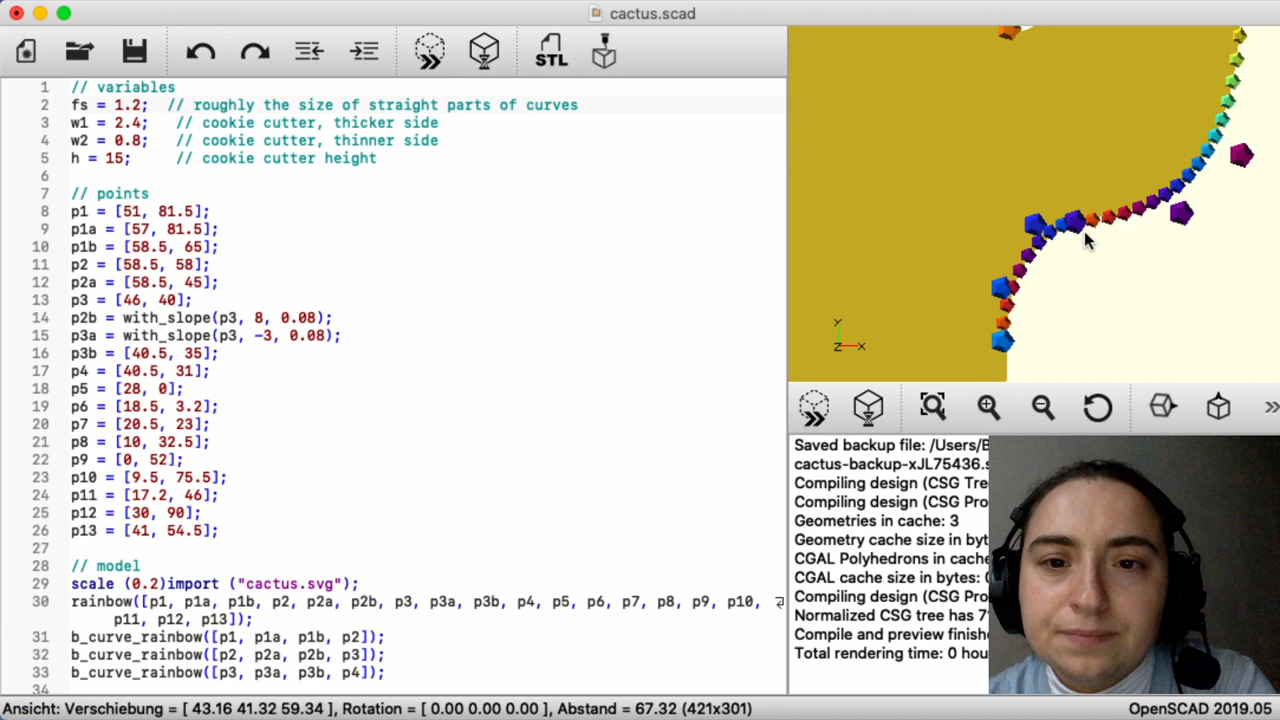 cactus.scad
STL
1 // variables
2 fs = 1.2; // roughly the size of straight parts of curves
3 w1 = 2.4; // cookie cutter, thicker side
4 w2 = 0.8; // cookie cutter, thinner side
5 h = 15; // cookie cutter height
6
7 // points
8 p1 = [51, 81.5];
9 p1a = [57, 81.5];
10 p1b = [58.5, 65];
11 p2 = [58.5, 58];
12 p2a = [58.5, 45];
13 p3 = [46, 40];
14 p2b = with_slope(p3, 8, 0.08);
15 p3a = with_slope(p3, -3, 0.08);
16 p3b = [40.5, 35];
17 p4 = [40.5, 31];
18 p5 = [28, 0];
19 p6 = [18.5, 3.2];
20 p7 = [20.5, 23];
21 p8 = [10, 32.5];
22 p9 = [0, 52];
23 p10 = [9.5, 75.5];
24 p11 = [17.2, 46];
25 p12 = [30, 90];
26 p13 = [41, 54.5];
27
28 // model
29 scale (0.2)import ("cactus.svg");
30 rainbow([p1, p1a, p1b, p2, p2a, p2b, p3, p3a, p3b, p4, p5, p6, p7, p8, p9, p10,
p11, p12, p13]);
31 b_curve_rainbow([p1, p1a, p1b, p2]);
32 b_curve_rainbow([p2, p2a, p2b, p3]);
33 b_curve_rainbow([p3, p3a, p3b, p4]);
34
Y
Z X
Saved backup file: /Users/B
cactus-backup-xJL75436.s
Compiling design (CSG Tre
Compiling design (CSG Pro
Geometries in cache: 3
Geometry cache size in byt
CGAL Polyhedrons in cache
CGAL cache size in bytes:
Compiling design (CSG Pro
Normalized CSG tree has 7
Compile and preview finishe
Total rendering time: 0 hou
Ansicht: Verschiebung = [ 43.16 41.32 59.34 ], Rotation = [ 0.00 0.00 0.00 ], Abstand = 67.32 (421x301)
OpenSCAD 2019.05